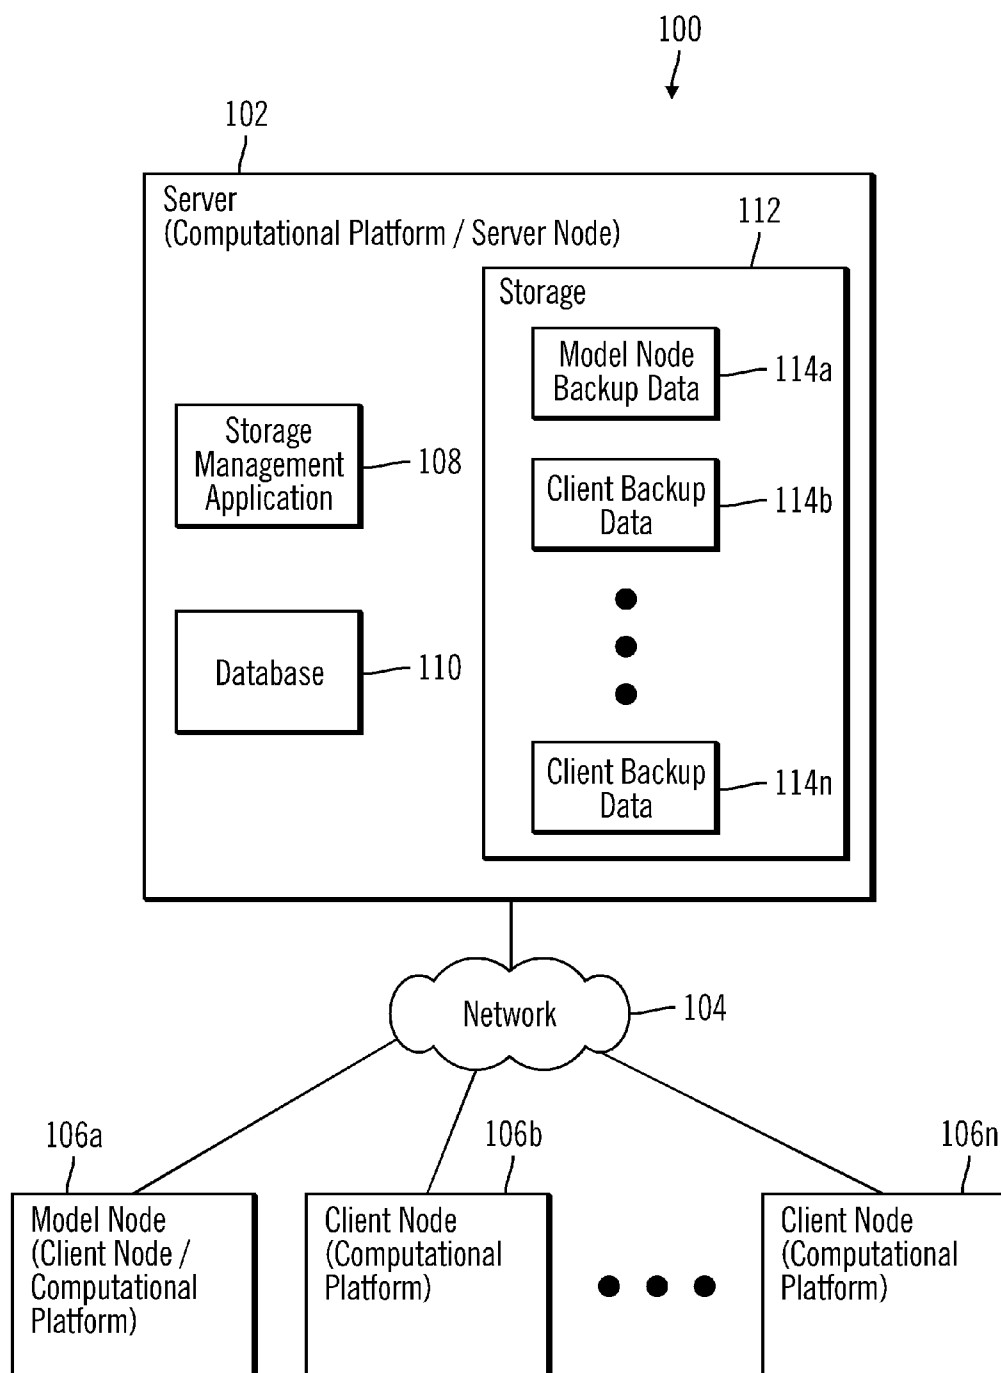 100
102
Server
(Computational Platform / Server Node)
112
Storage
Model Node
Backup Data
114a
Storage
Management
Application
108
Client Backup
Data
114b
Database
110
Client Backup
Data
114n
Network
104
106a
106b
106n
Model Node
(Client Node /
Computational
Platform)
Client Node
(Computational
Platform)
Client Node
(Computational
Platform)